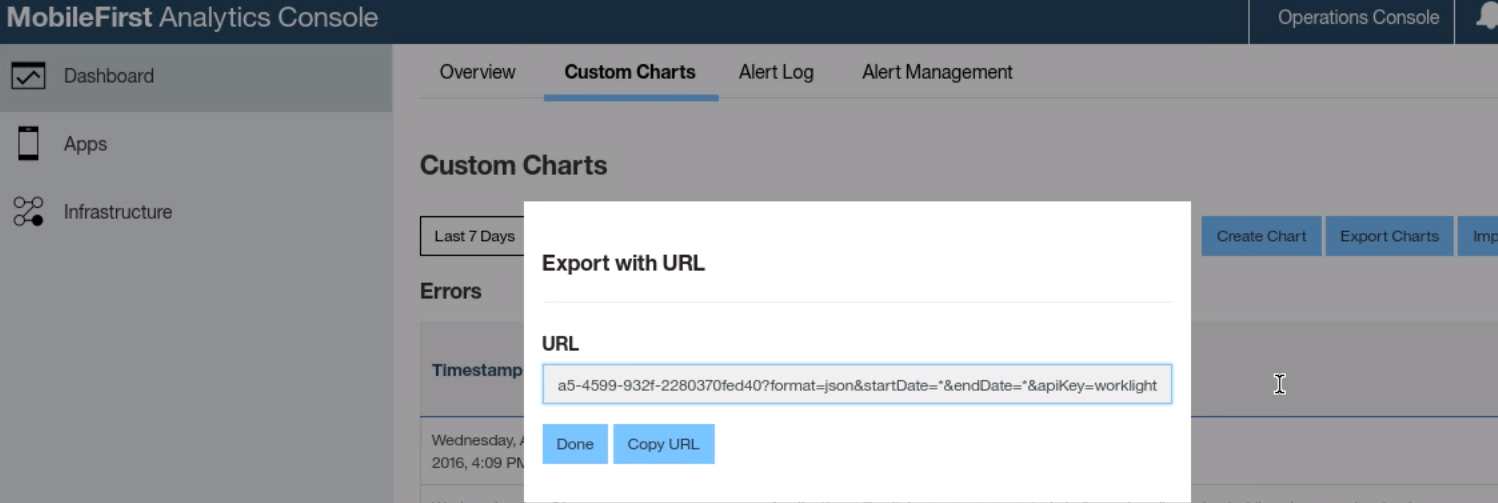 MobileFirst Analytics Console
Operations Console
Dashboard
Apps
Infrastructure
Overview
Custom Charts
Alert Log
Alert Management
Custom Charts
Last 7 Days
Create Chart
Export Charts
Errors
Timestamp
Wednesday,
2016, 4:09 PM
Export with URL
URL
a5-4599-932f-2280370fed40?format=json&startDate=*&endDate=*&apiKey=worklight
Done
Copy URL